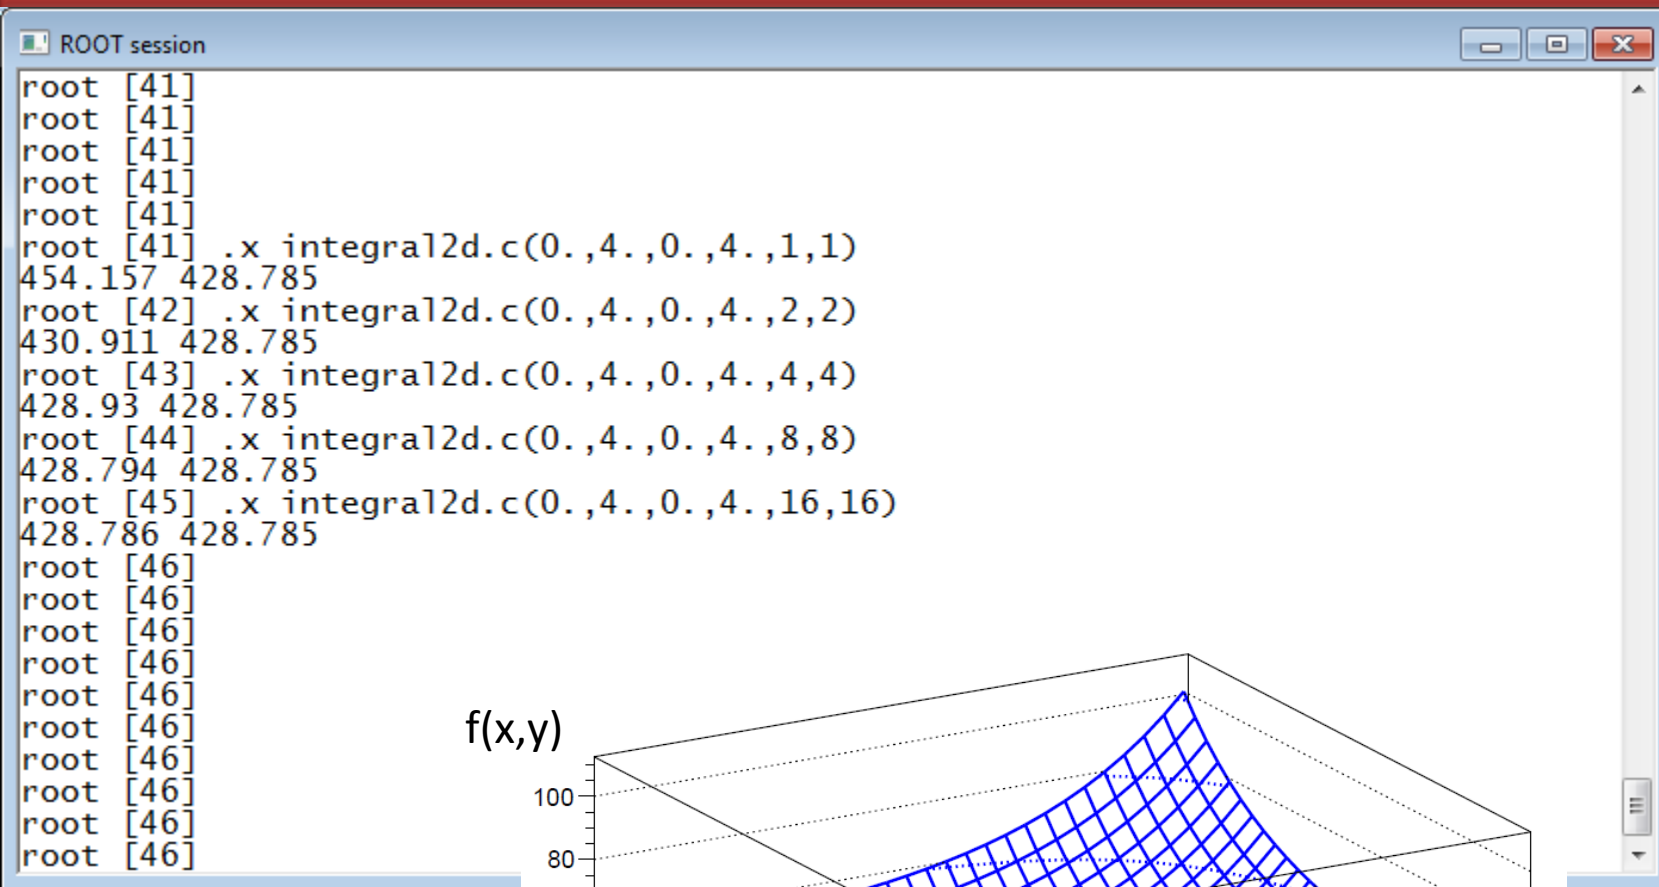 ROOT session
root [41]
root [41]
root [41]
root [41]
root [41]
root [41] .x integral2d.c(0.,4.,0.,4.,1,1)
454.157 428.785
root [42] .x integral2d.c(0.,4.,0.,4.,2,2)
430.911 428.785
root [43] .x integral2d.c(0.,4.,0.,4.,4,4)
428.93 428.785
root [44] .x integral2d.c(0.,4.,0.,4.,8,8)
428.794 428.785
root [45] .x integral2d.c(0.,4.,0.,4.,16,16)
428.786 428.785
root [46]
root [46]
root [46]
root [46]
root [46]
root [46]
root [46]
root [46]
root [46]
root [46]
f(x,y)
100
80